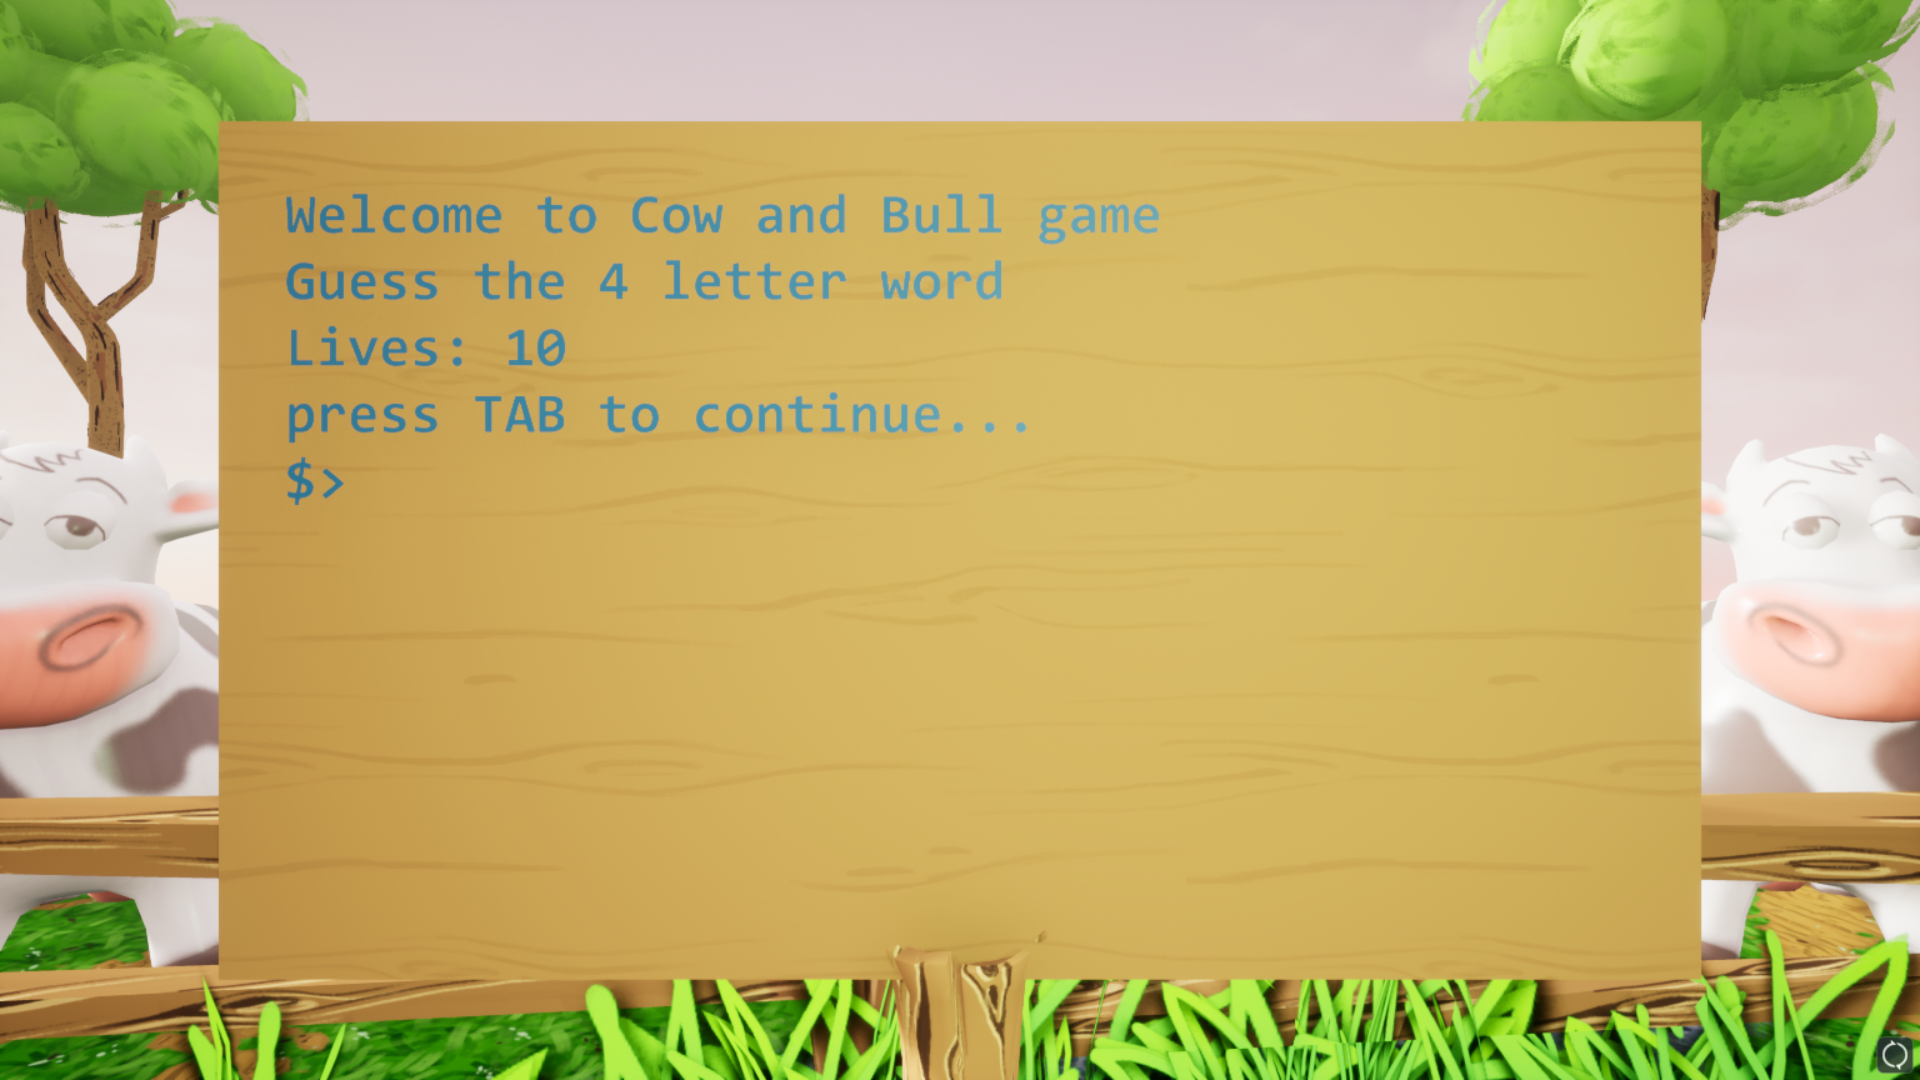 Welcome to Cow and Bull game
Guess the 4 letter word
Lives: 10
press TAB to continue...
$>